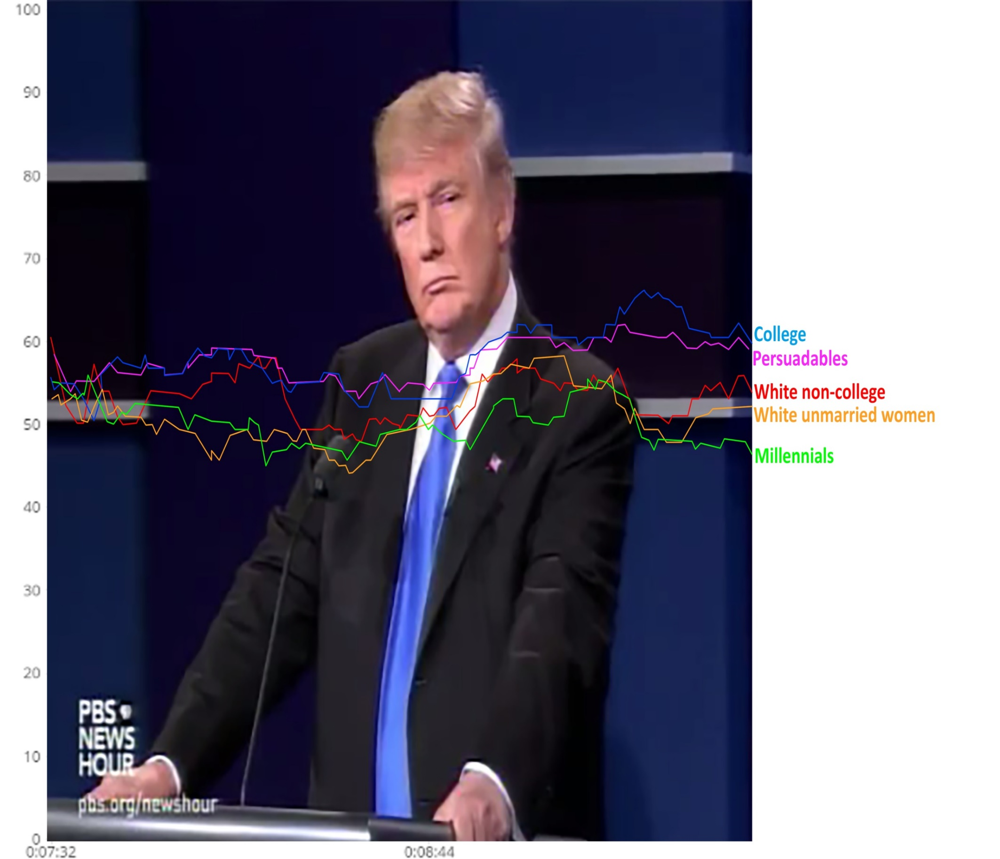 100
90
80
70
60
50
40
30
20
10
0
0:07:32
0:08:44
College
Persuadables
White non-college
White unmarried women
Millennials
PBS
NEWS
HOUR
pbs.org/newshour